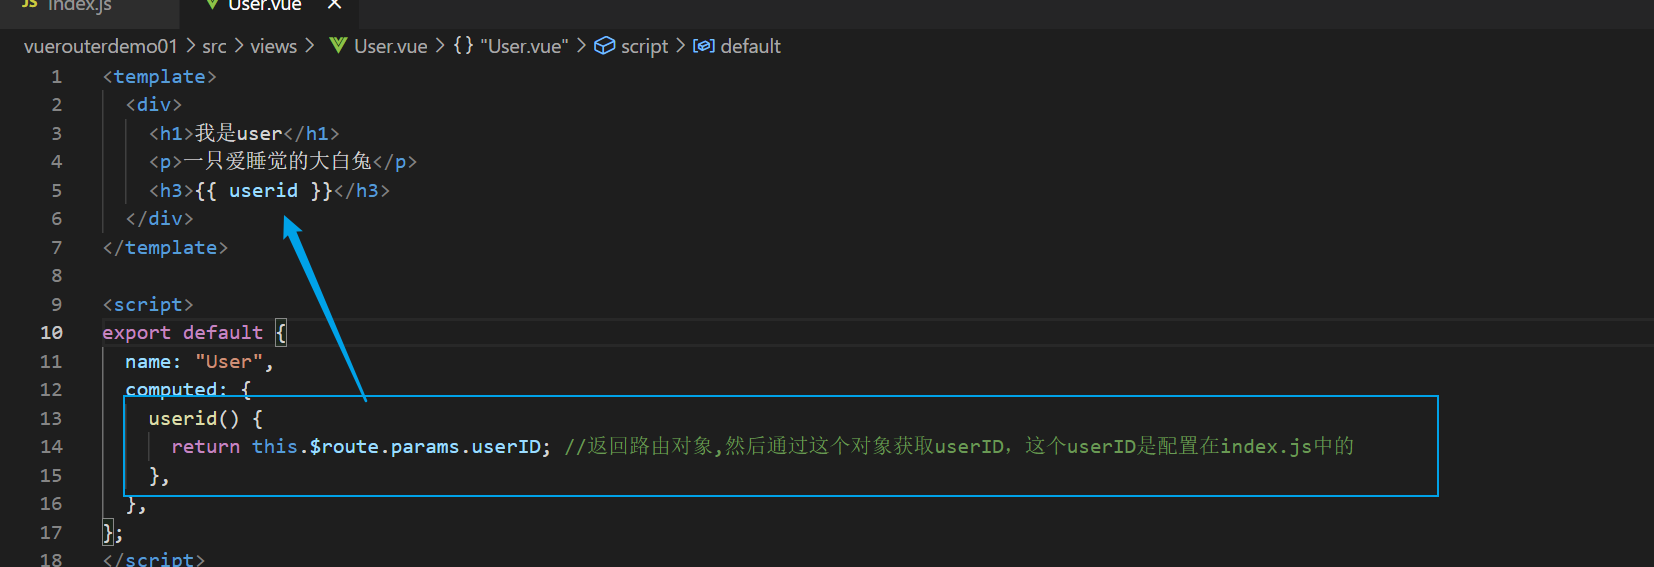 JS index.js User.vue ×
vuerouterdemo01 > src > views > User.vue > {} "User.vue" > script > default
1 <template>
2 <div>
3 <h1>我是user</h1>
4 <p>一只爱睡觉的大白兔</p>
5 <h3>{{ userid }}</h3>
6 </div>
7 </template>
8
9 <script>
10 export default {
11 name: "User",
12 computed: {
13 userid() {
14 return this.$route.params.userID; //返回路由对象,然后通过这个对象获取userID，这个userID是配置在index.js中的
15 },
16 },
17 };
18 </script>